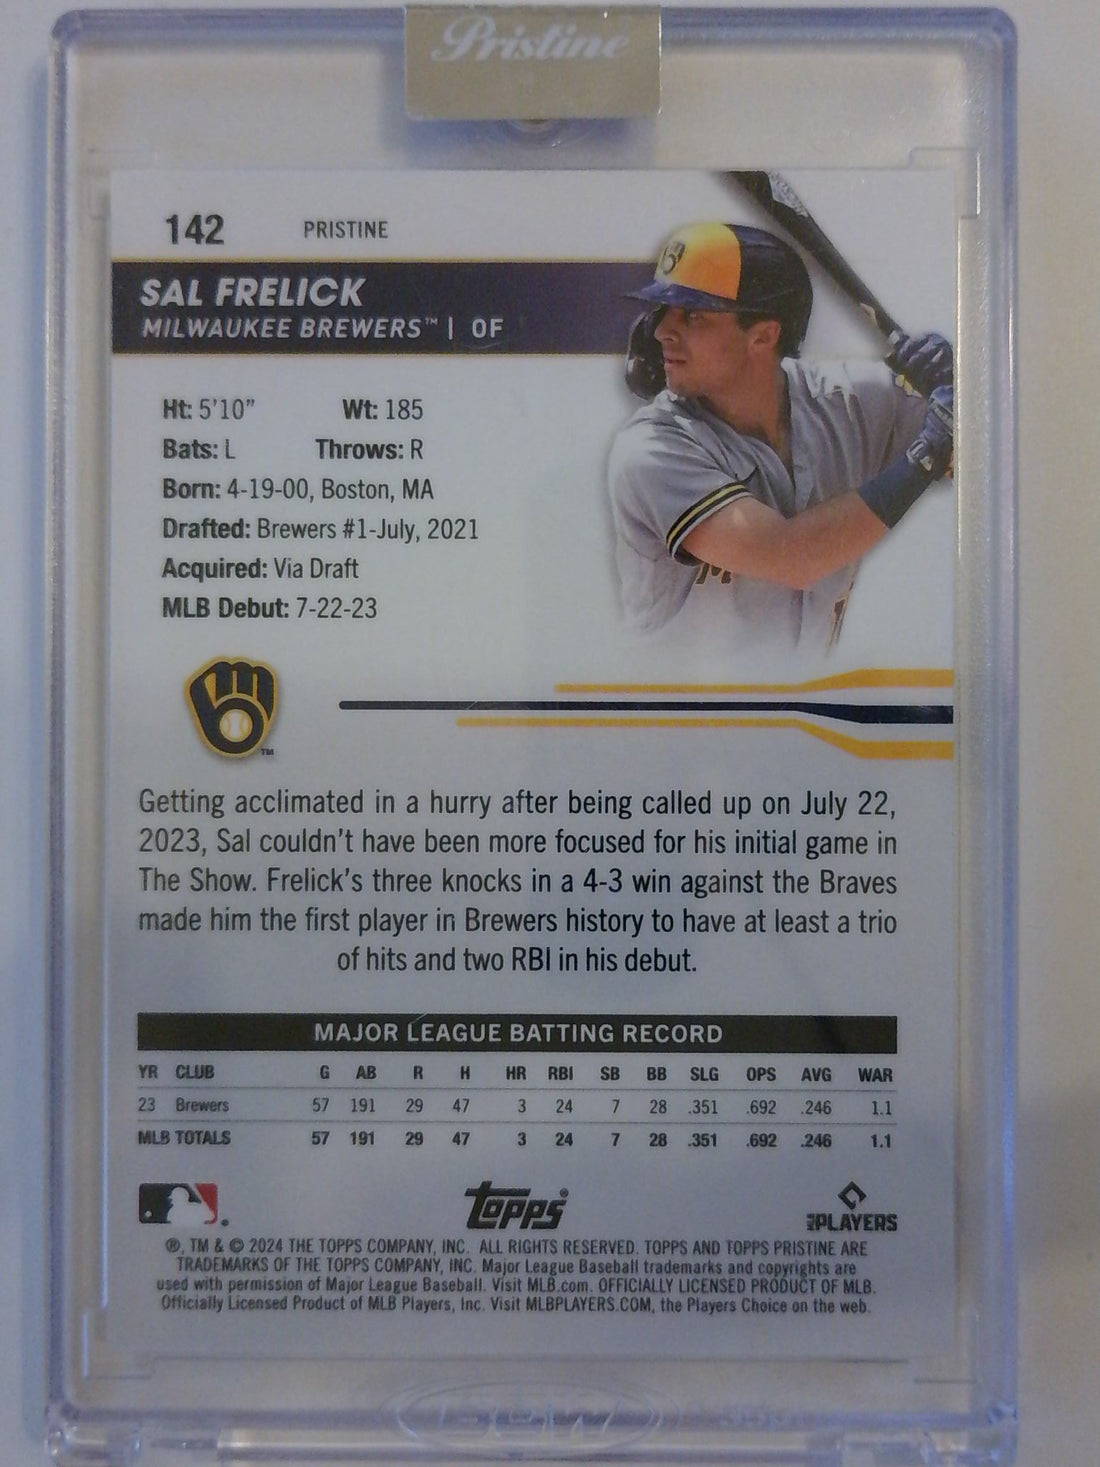 Pristine
142 PRISTINE
SAL FRELICK
MILWAUKEE BREWERS™ | OF
Ht: 5'10" Wt: 185
Bats: L Throws: R
Born: 4-19-00, Boston, MA
Drafted: Brewers #1-July, 2021
Acquired: Via Draft
MLB Debut: 7-22-23
TM
Getting acclimated in a hurry after being called up on July 22,
2023, Sal couldn't have been more focused for his initial game in
The Show. Frelick's three knocks in a 4-3 win against the Braves
made him the first player in Brewers history to have at least a trio
of hits and two RBI in his debut.
MAJOR LEAGUE BATTING RECORD
YR CLUB G AB R H HR RBI SB BB SLG OPS AVG WAR
23 Brewers 57 191 29 47 3 24 7 28 .351 .692 .246 1.1
MLB TOTALS 57 191 29 47 3 24 7 28 .351 .692 .246 1.1
topps® PLAYERS
®, TM & © 2024 THE TOPPS COMPANY, INC. ALL RIGHTS RESERVED. TOPPS AND TOPPS PRISTINE ARE
TRADEMARKS OF THE TOPPS COMPANY, INC. Major League Baseball trademarks and copyrights are
used with permission of Major League Baseball. Visit MLB.com. OFFICIALLY LICENSED PRODUCT OF MLB.
Officially Licensed Product of MLB Players, Inc. Visit MLBPLAYERS.COM, the Players Choice on the web.